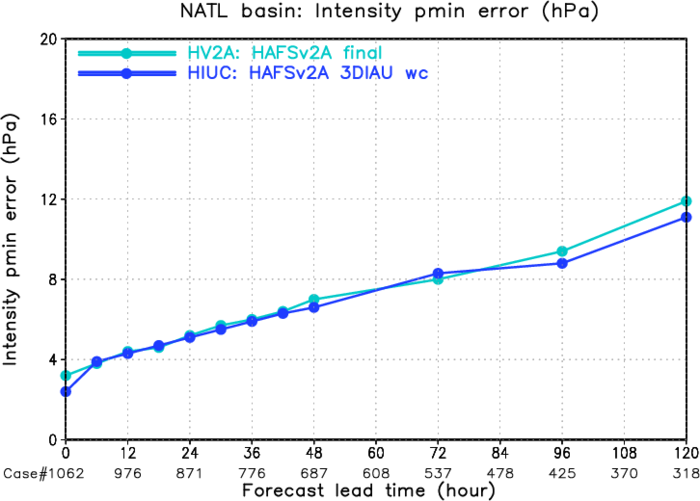 NATL basin: Intensity pmin error (hPa)
HV2A: HAFSv2A final
HIUC: HAFSv2A 3DIAU wc
Intensity pmin error (hPa)
20
16
12
8
4
0
0 12 24 36 48 60 72 84 96 108 120
Case#1062 976 871 776 687 608 537 478 425 370 318
Forecast lead time (hour)